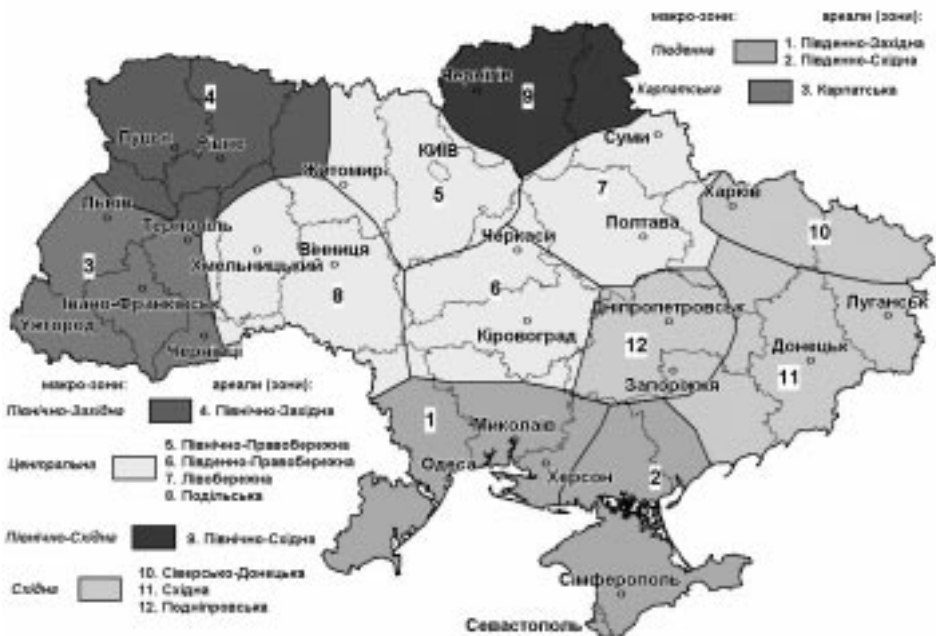 макро-зони: ареали (зони):
Південна 1. Південно-Західна
2. Південно-Східна
Карпатська 3. Карпатська
Чернігів
9
4
Луцьк
Рівне
Суми
КИЇВ
Житомир
5
7
Харків
Львів
Тернопіль
Черкаси
Полтава
10
Вінниця
Хмельницький
3
6
8
Івано-Франківськ
Дніпропетровськ
Луганськ
Ужгород
Кіровоград
12
Донецьк
Чернівці
Запоріжжя
11
макро-зони: ареали (зони):
Північно-Західна 4. Північно-Західна
1
Миколаїв
Центральна 5. Північно-Правобережна
6. Південно-Правобережна
7. Лівобережна
8. Подільська
Одеса
Херсон
2
Північно-Східна 9. Північно-Східна
Східна 10. Сіверсько-Донецька
11. Східна
12. Подніпровська
Сімферополь
Севастополь